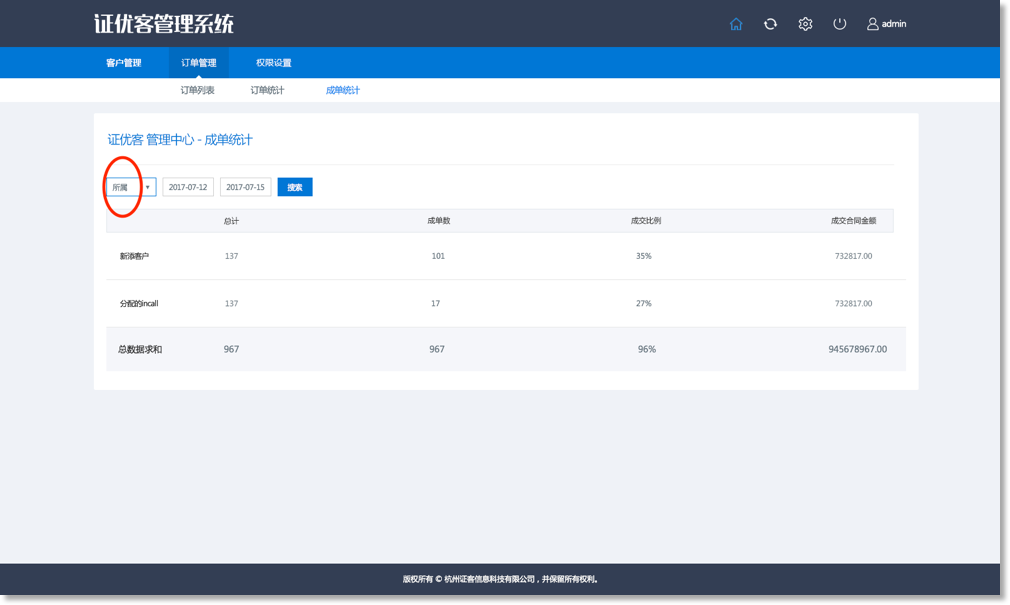 证优客管理系统
admin
客户管理 订单管理 权限设置
订单列表 订单统计 成单统计
证优客 管理中心 - 成单统计
所属 ▼ 2017-07-12 2017-07-15 搜索
总计 成单数 成交比例 成交合同金额
新添客户 137 101 35% 732817.00
分配的incall 137 17 27% 732817.00
总数据求和 967 967 96% 945678967.00
版权所有 © 杭州证客信息科技有限公司，并保留所有权利。